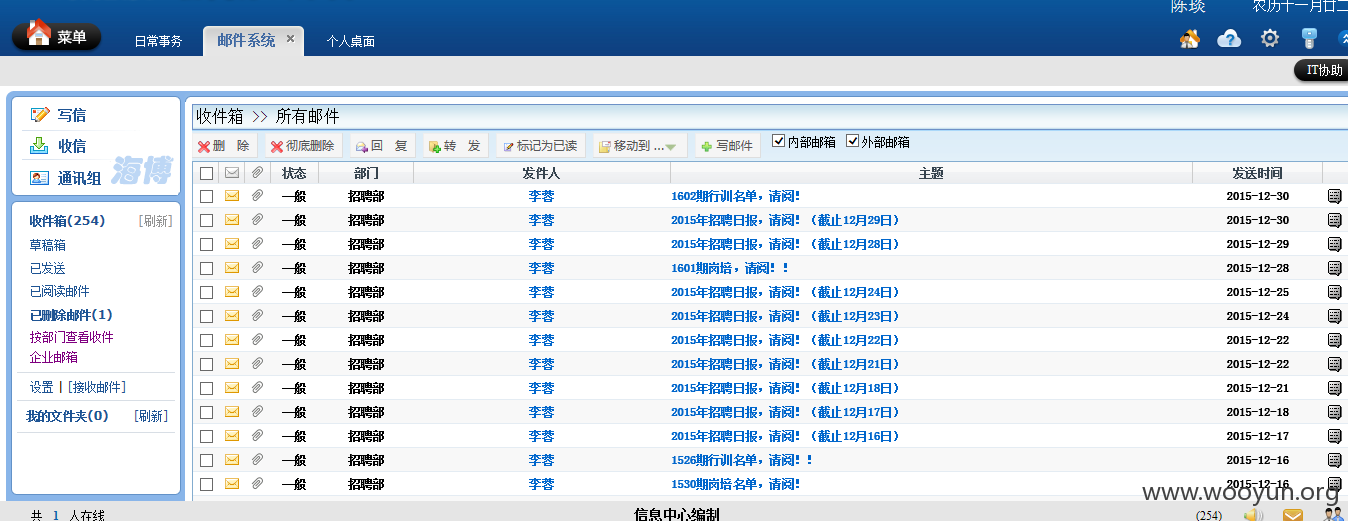 陈琰 农历十一月廿二
菜单 日常事务 邮件系统 个人桌面
IT协助
写信
收信
通讯组
海博
收件箱(254) [刷新]
草稿箱
已发送
已阅读邮件
已删除邮件(1)
按部门查看收件
企业邮箱
设置 | [接收邮件]
我的文件夹(0) [刷新]
收件箱 >> 所有邮件
删 除 彻底删除 回 复 转 发 标记为已读 移动到 ... 写邮件 内部邮箱 外部邮箱
状态 部门 发件人 主题 发送时间
一般 招聘部 李蓉 1602期行训名单，请阅! 2015-12-30
一般 招聘部 李蓉 2015年招聘日报，请阅!（截止12月29日） 2015-12-30
一般 招聘部 李蓉 2015年招聘日报，请阅!（截止12月28日） 2015-12-29
一般 招聘部 李蓉 1601期岗培，请阅!! 2015-12-28
一般 招聘部 李蓉 2015年招聘日报，请阅!（截止12月24日） 2015-12-25
一般 招聘部 李蓉 2015年招聘日报，请阅!（截止12月23日） 2015-12-24
一般 招聘部 李蓉 2015年招聘日报，请阅!（截止12月22日） 2015-12-22
一般 招聘部 李蓉 2015年招聘日报，请阅!（截止12月21日） 2015-12-22
一般 招聘部 李蓉 2015年招聘日报，请阅!（截止12月18日） 2015-12-21
一般 招聘部 李蓉 2015年招聘日报，请阅!（截止12月17日） 2015-12-18
一般 招聘部 李蓉 2015年招聘日报，请阅!（截止12月16日） 2015-12-17
一般 招聘部 李蓉 1526期行训名单，请阅!! 2015-12-16
一般 招聘部 李蓉 1530期岗培名单，请阅! 2015-12-16
www.wooyun.org
共 1 人在线 信息中心编制 (254)